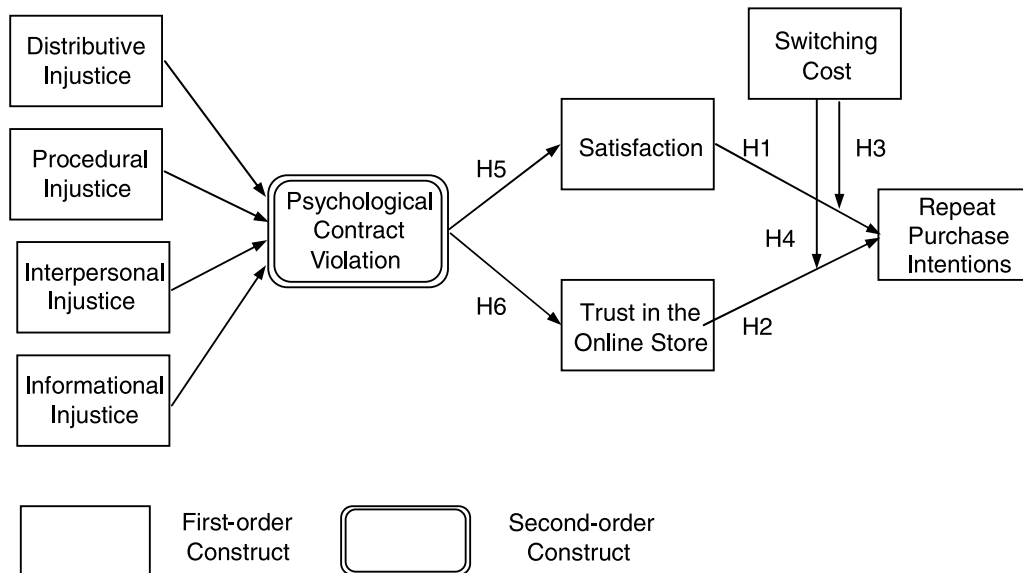 Distributive
Injustice
Procedural
Injustice
Interpersonal
Injustice
Informational
Injustice
Psychological
Contract
Violation
H5
H6
Satisfaction
Trust in the
Online Store
Switching
Cost
H1
H3
H4
H2
Repeat
Purchase
Intentions
First-order
Construct
Second-order
Construct